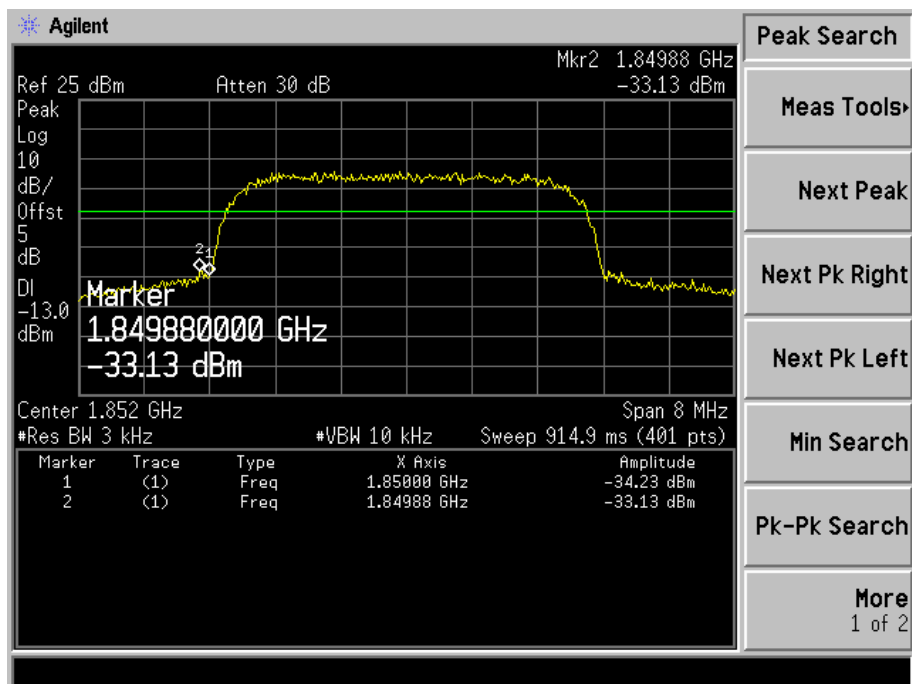 Agilent
Peak Search
Mkr2 1.84988 GHz
Ref 25 dBm Atten 30 dB -33.13 dBm
Peak
Log
10
dB/
Offst
5
dB
DI
-13.0
dBm
2 1
Marker
1.849880000 GHz
-33.13 dBm
Center 1.852 GHz Span 8 MHz
#Res BW 3 kHz #VBW 10 kHz Sweep 914.9 ms (401 pts)
Marker Trace Type X Axis Amplitude
1 (1) Freq 1.85000 GHz -34.23 dBm
2 (1) Freq 1.84988 GHz -33.13 dBm
Meas Tools
Next Peak
Next Pk Right
Next Pk Left
Min Search
Pk-Pk Search
More
1 of 2